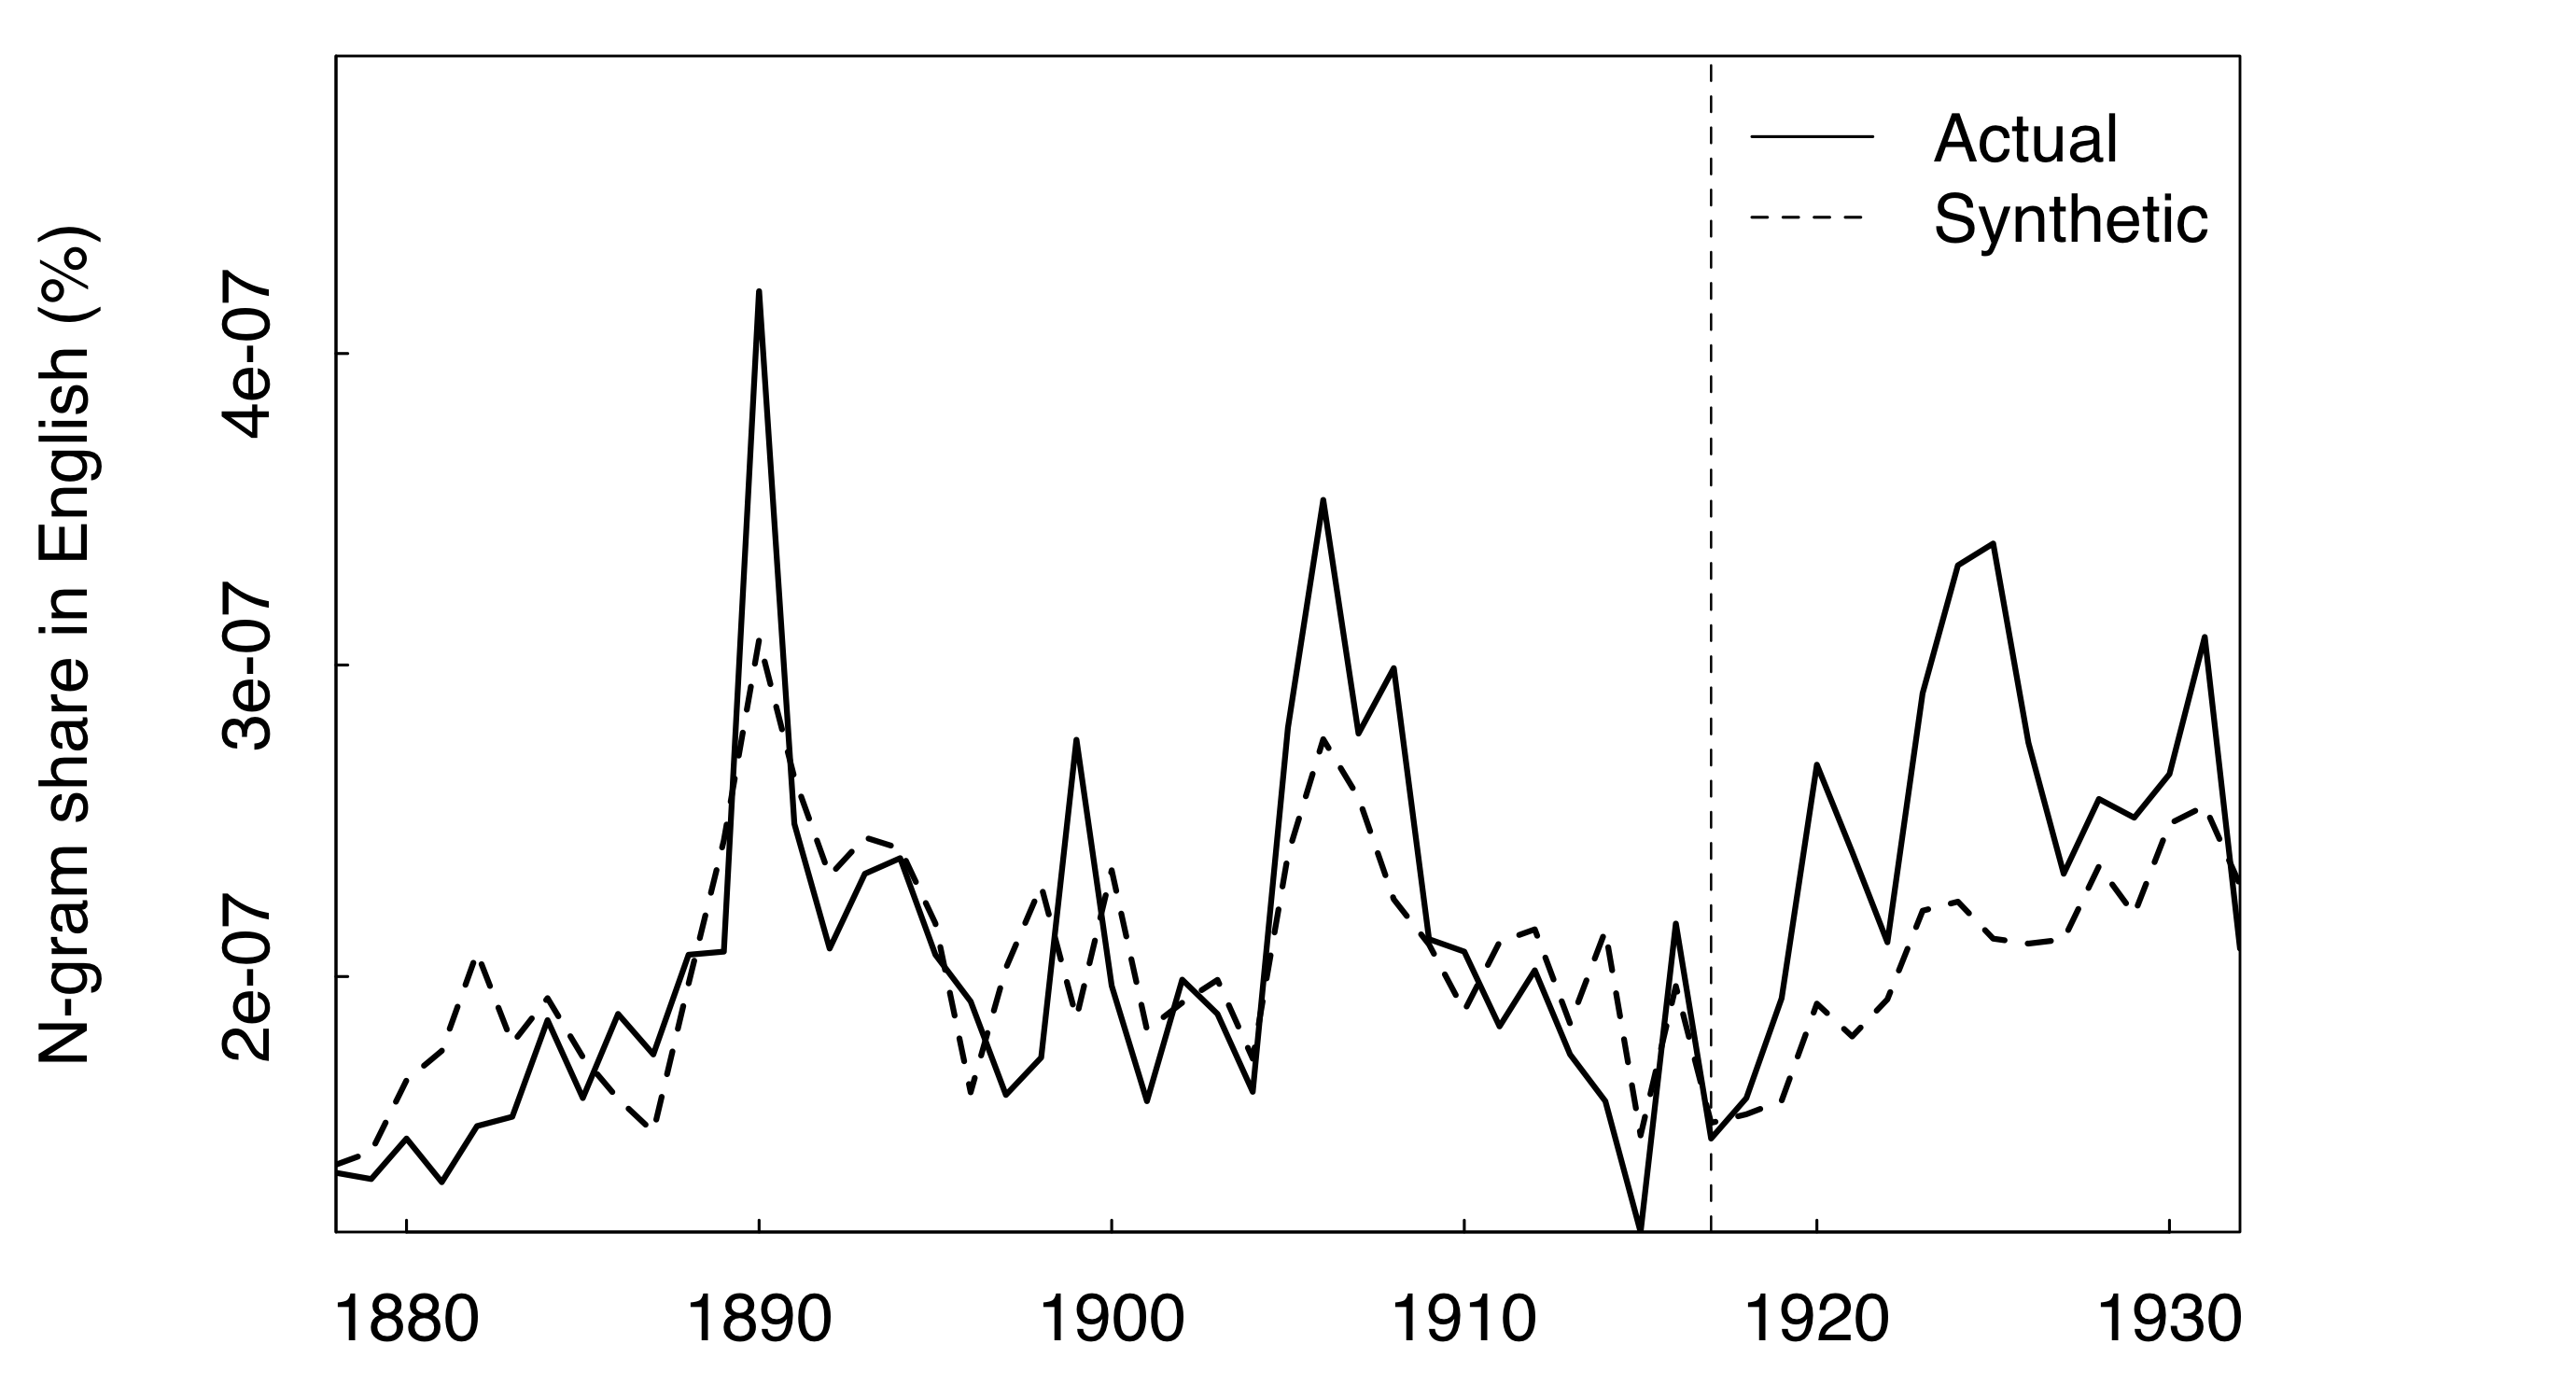 Actual
Synthetic
N-gram share in English (%)
4e-07
3e-07
2e-07
1880 1890 1900 1910 1920 1930